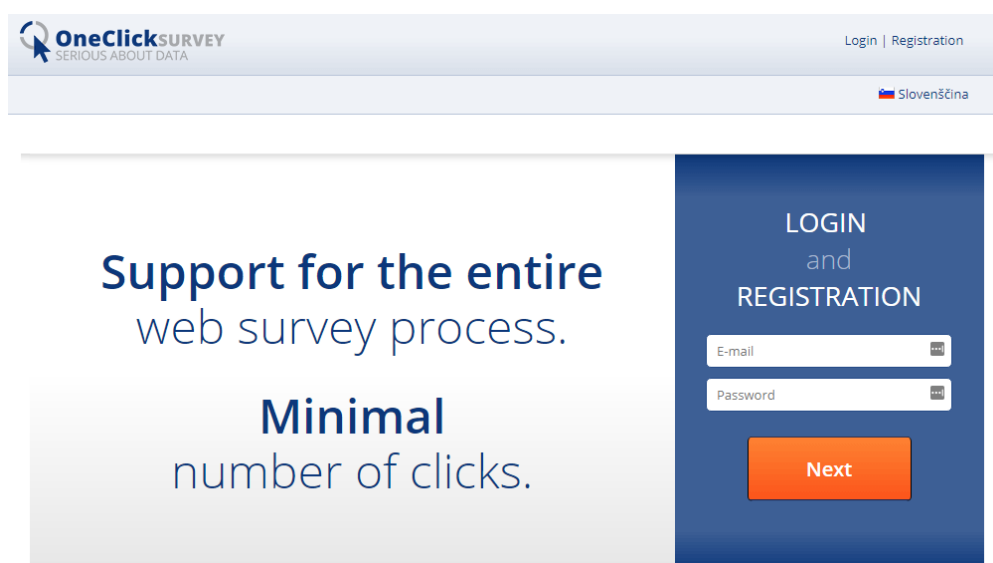 OneClickSURVEY
SERIOUS ABOUT DATA
Login | Registration
Slovenščina
Support for the entire
web survey process.
Minimal
number of clicks.
LOGIN
and
REGISTRATION
E-mail
Password
Next